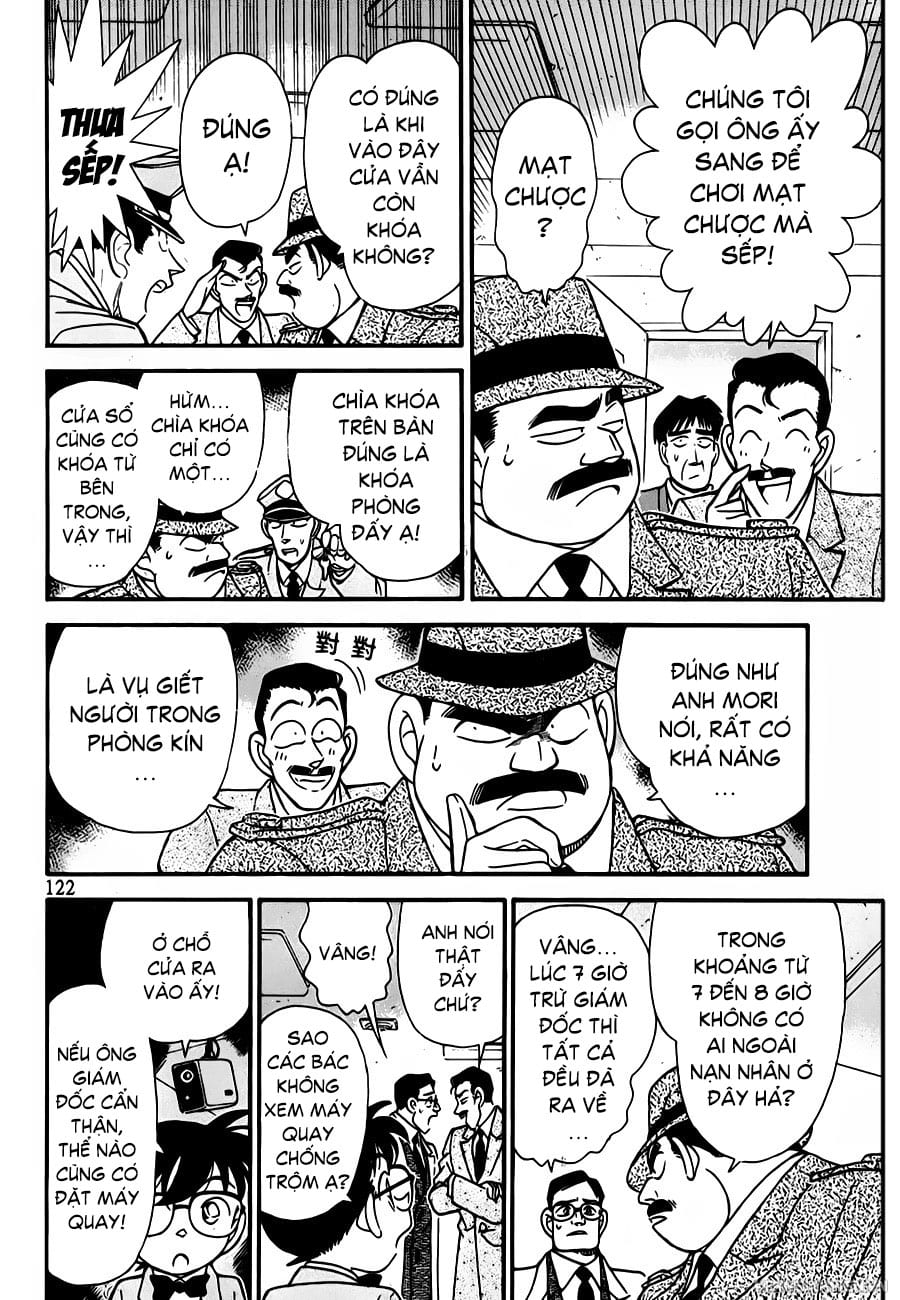 CHÚNG TÔI
GỌI ÔNG ẤY
SANG ĐỂ
CHƠI MẠT
CHƯỢC MÀ
SẾP!
MẠT
CHƯỢC
?
CÓ ĐÚNG
LÀ KHI
VÀO ĐÂY
CỬA VẪN
CÒN
KHÓA
KHÔNG?
ĐÚNG
Ạ!
THƯA
SẾP!
CHÌA KHÓA
TRÊN BÀN
ĐÚNG LÀ
KHÓA
PHÒNG
ĐẤY Ạ!
HỪM...
CHÌA KHÓA
CHỈ CÓ
MỘT...
CỬA SỔ
CŨNG CÓ
KHÓA TỪ
BÊN
TRONG,
VẬY THÌ
...
ĐÚNG NHƯ
ANH MORI
NÓI, RẤT CÓ
KHẢ NĂNG
...
對 對
LÀ VỤ GIẾT
NGƯỜI TRONG
PHÒNG KÍN
...
122
TRONG
KHOẢNG TỪ
7 ĐẾN 8 GIỜ
KHÔNG CÓ
AI NGOÀI
NẠN NHÂN Ở
ĐÂY HẢ?
VÂNG...
LÚC 7 GIỜ
TRỪ GIÁM
ĐỐC THÌ
TẤT CẢ
ĐỀU ĐÃ
RA VỀ
...
ANH NÓI
THẬT
ĐẤY
CHỨ?
VÂNG!
SAO
CÁC BÁC
KHÔNG
XEM MÁY
QUAY
CHỐNG
TRỘM Ạ?
Ở CHỔ
CỬA RA
VÀO ẤY!
NẾU ÔNG
GIÁM
ĐỐC CẨN
THẬN,
THẾ NÀO
CŨNG CÓ
ĐẶT MÁY
QUAY!